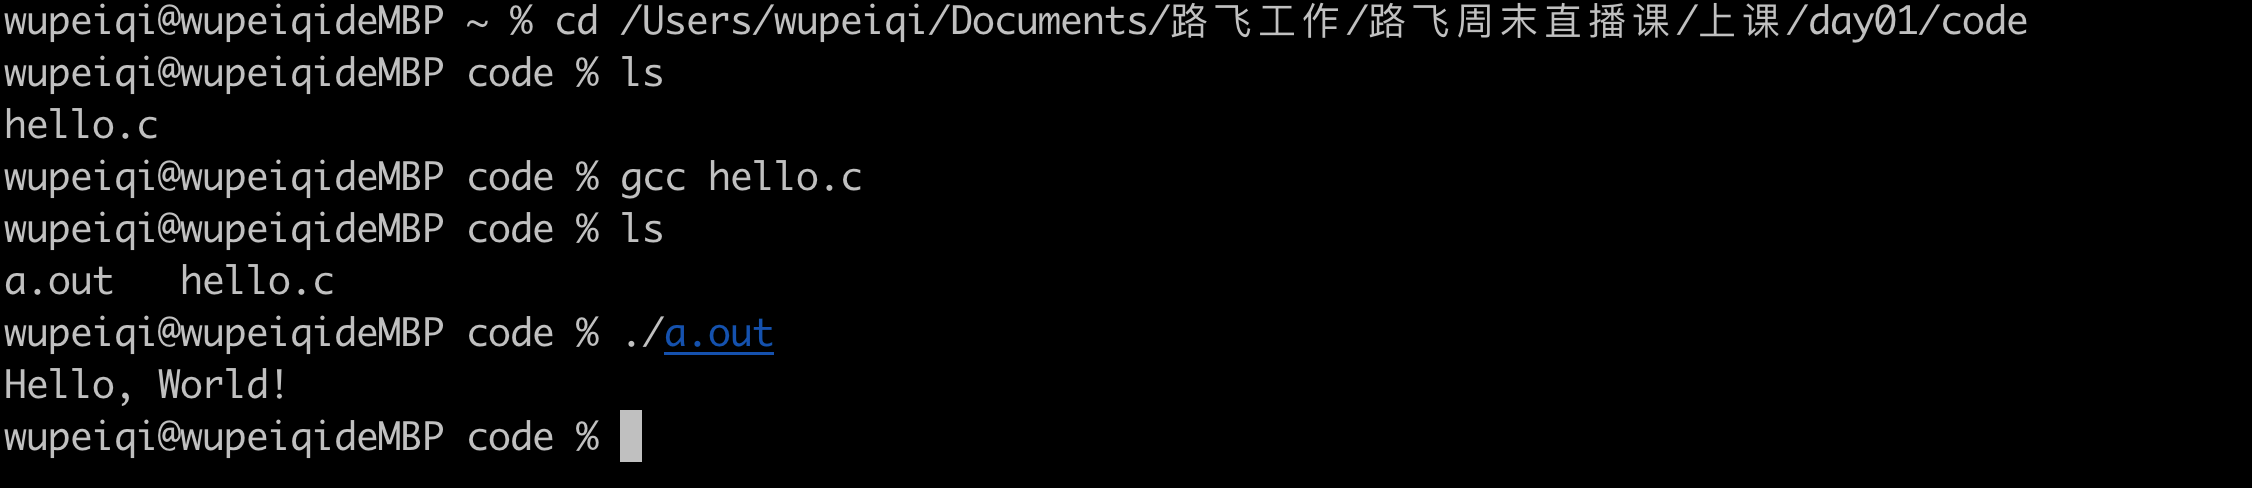 wupeiqi@wupeiqideMBP ~ % cd /Users/wupeiqi/Documents/路飞工作/路飞周末直播课/上课/day01/code
wupeiqi@wupeiqideMBP code % ls
hello.c
wupeiqi@wupeiqideMBP code % gcc hello.c
wupeiqi@wupeiqideMBP code % ls
a.out   hello.c
wupeiqi@wupeiqideMBP code % ./a.out
Hello, World!
wupeiqi@wupeiqideMBP code %